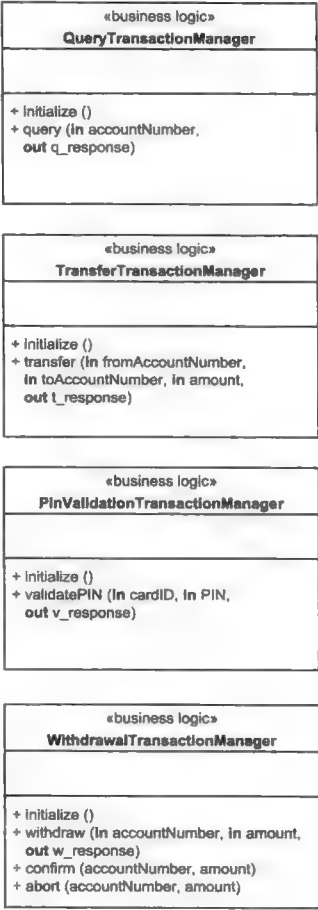 «business logic»
QueryTransactionManager
+ initialize ()
+ query (in accountNumber,
out q_response)
«business logic»
TransferTransactionManager
+ initialize ()
+ transfer (in fromAccountNumber,
in toAccountNumber, in amount,
out t_response)
«business logic»
PinValidationTransactionManager
+ initialize ()
+ validatePIN (in cardID, in PIN,
out v_response)
«business logic»
WithdrawalTransactionManager
+ initialize ()
+ withdraw (in accountNumber, in amount,
out w_response)
+ confirm (accountNumber, amount)
+ abort (accountNumber, amount)